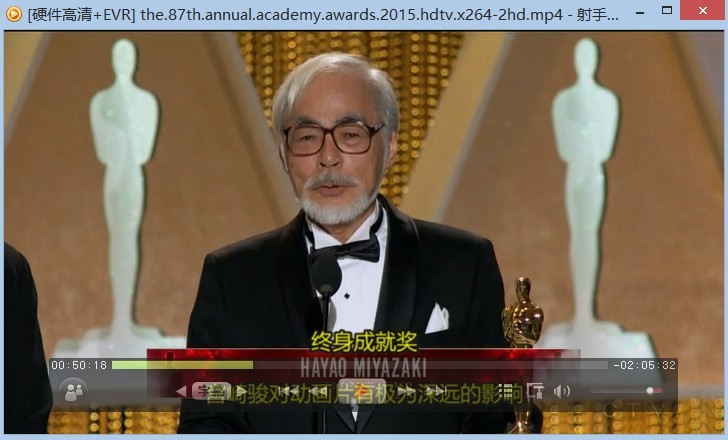 [硬件高清+EVR] the.87th.annual.academy.awards.2015.hdtv.x264-2hd.mp4 - 射手...
终身成就奖
00:50:18
-02:05:32
HAYAO MIYAZAKI
字
宫崎骏对动画片有极为深远的影响
CTV